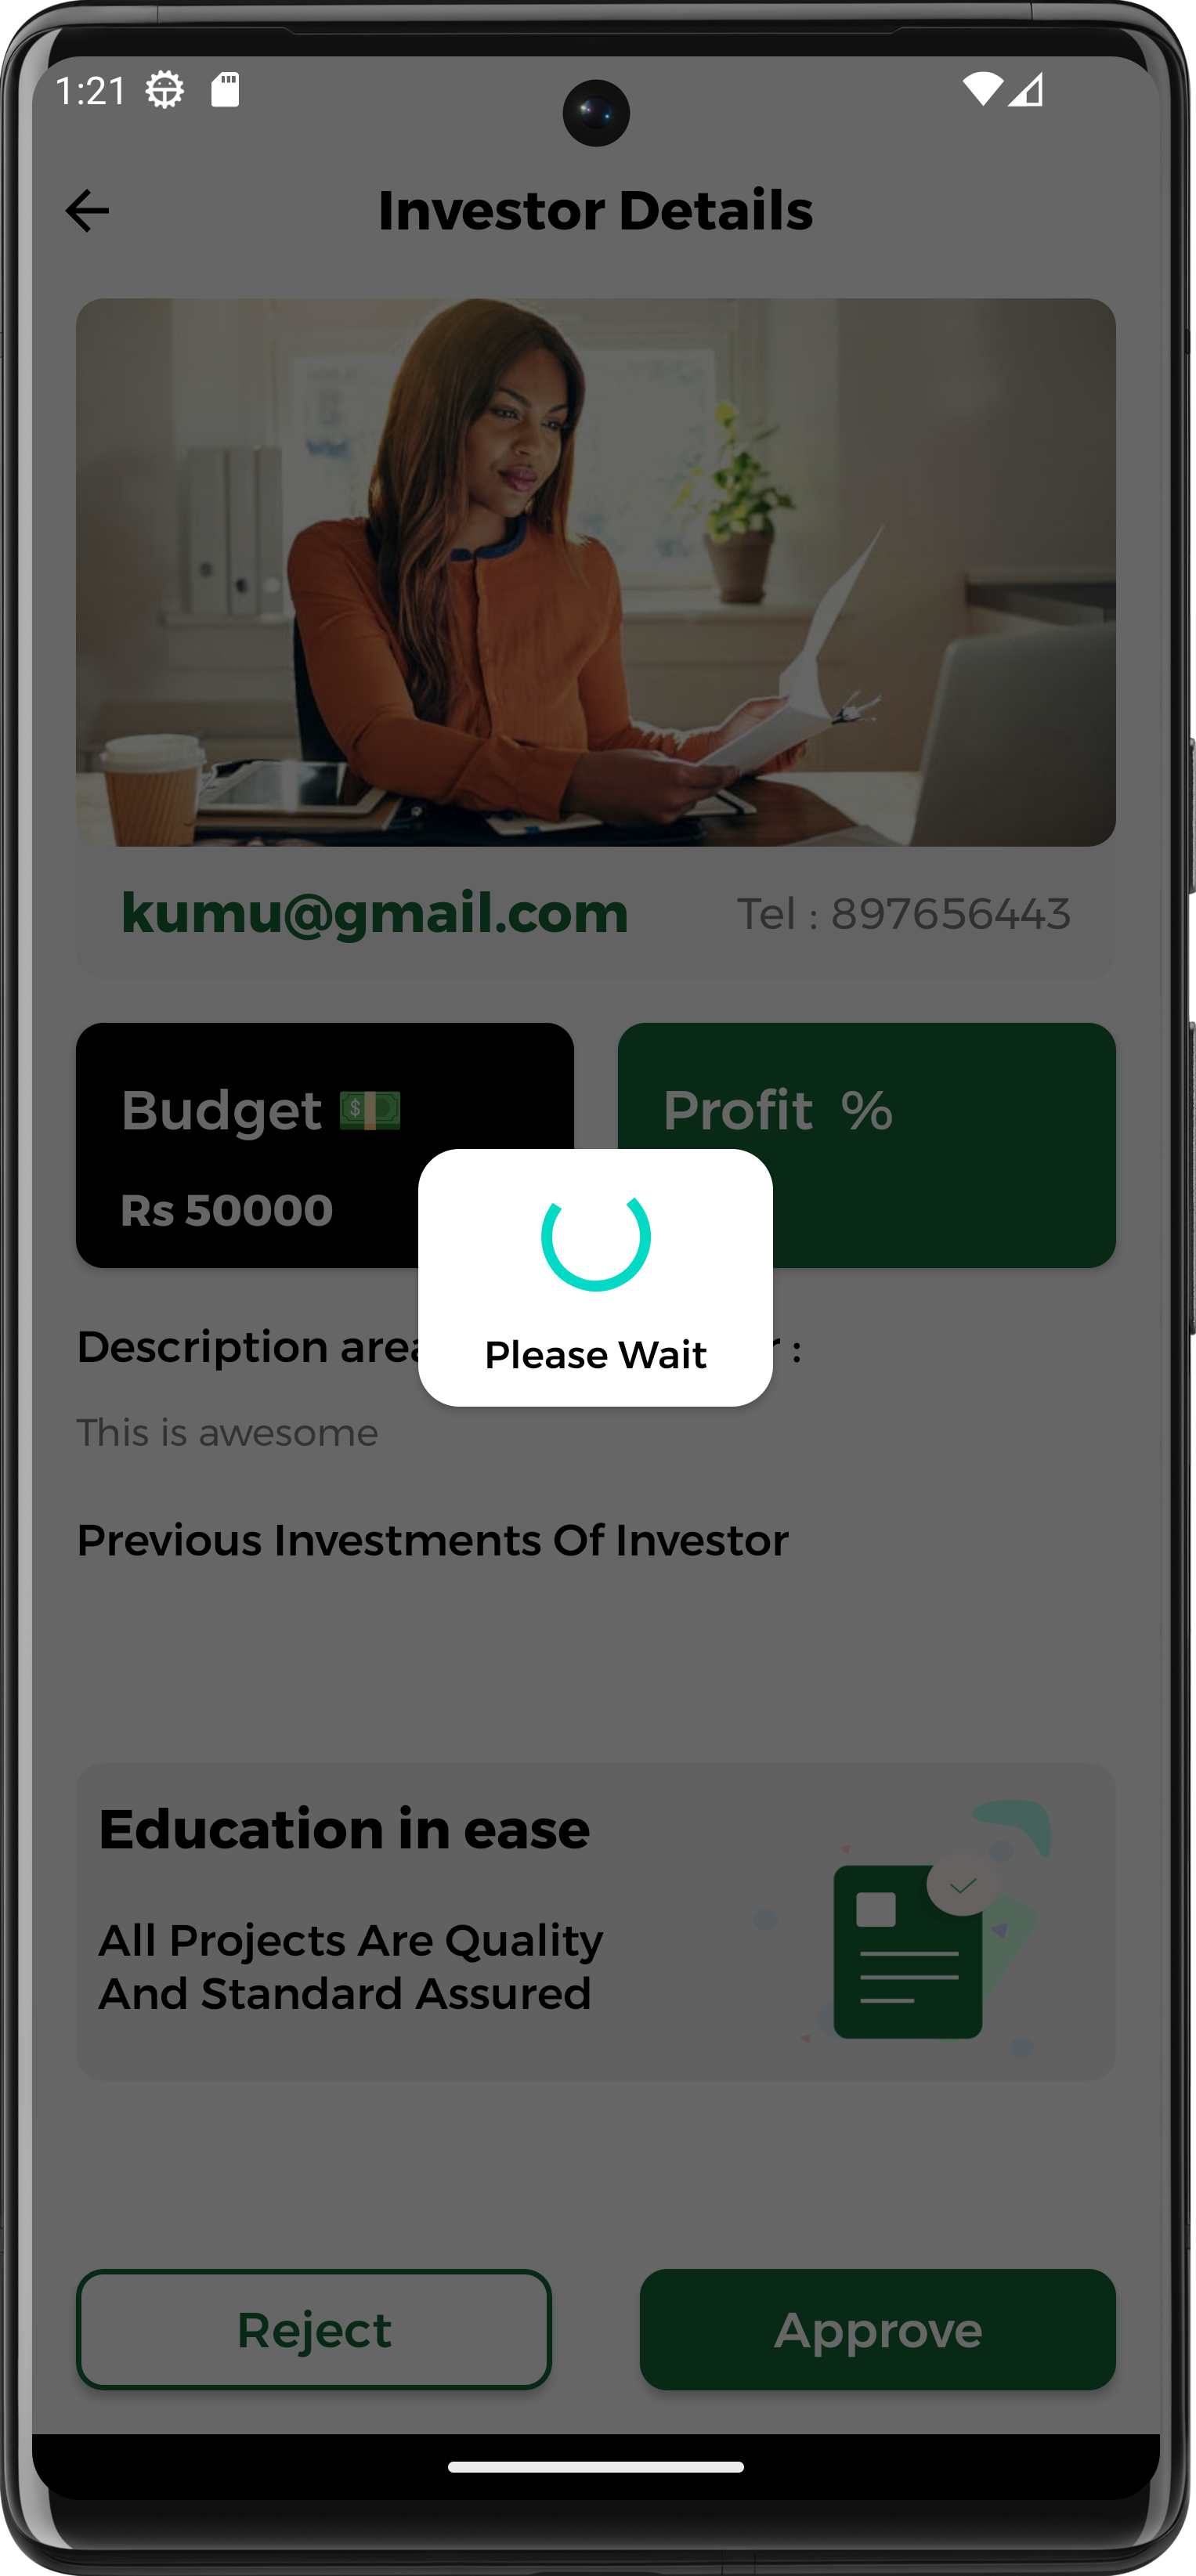 1:21
Investor Details
kumu@gmail.com
Tel : 897656443
Budget
Profit %
Rs 50000
Description area :
Please Wait
This is awesome
Previous Investments Of Investor
Education in ease
All Projects Are Quality
And Standard Assured
Reject
Approve